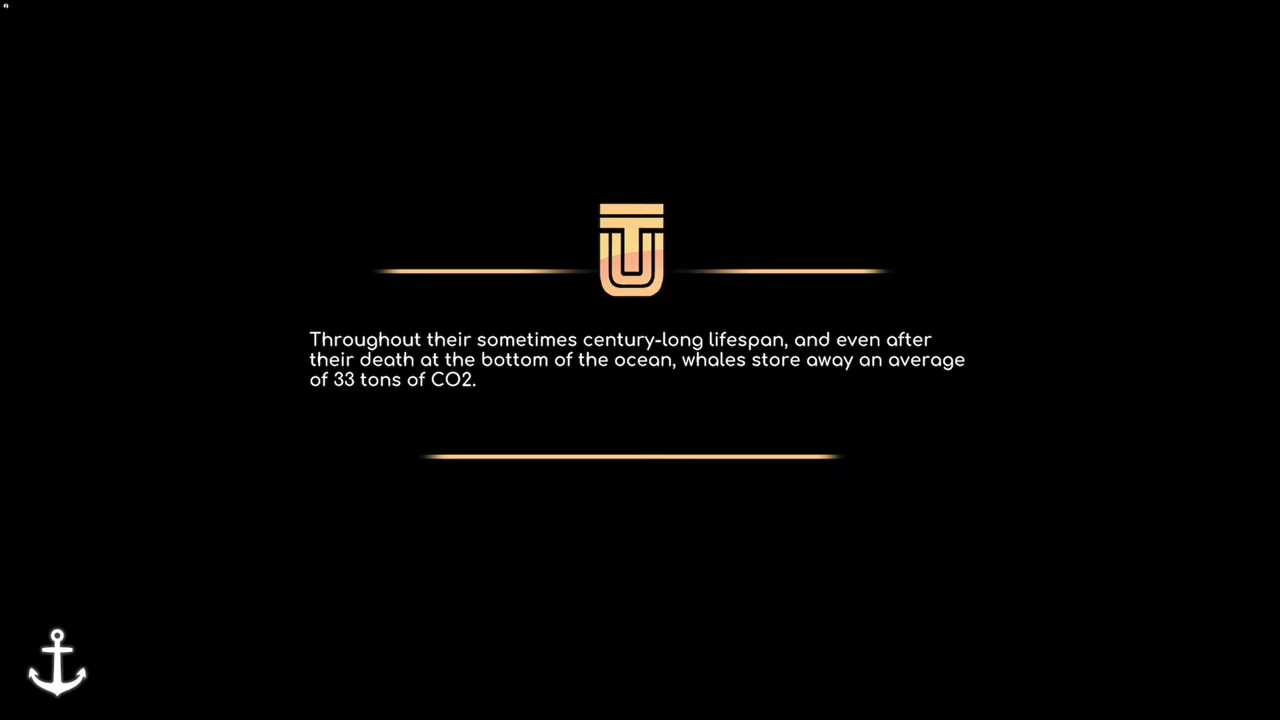 Throughout their sometimes century-long lifespan, and even after
their death at the bottom of the ocean, whales store away an average
of 33 tons of CO2.